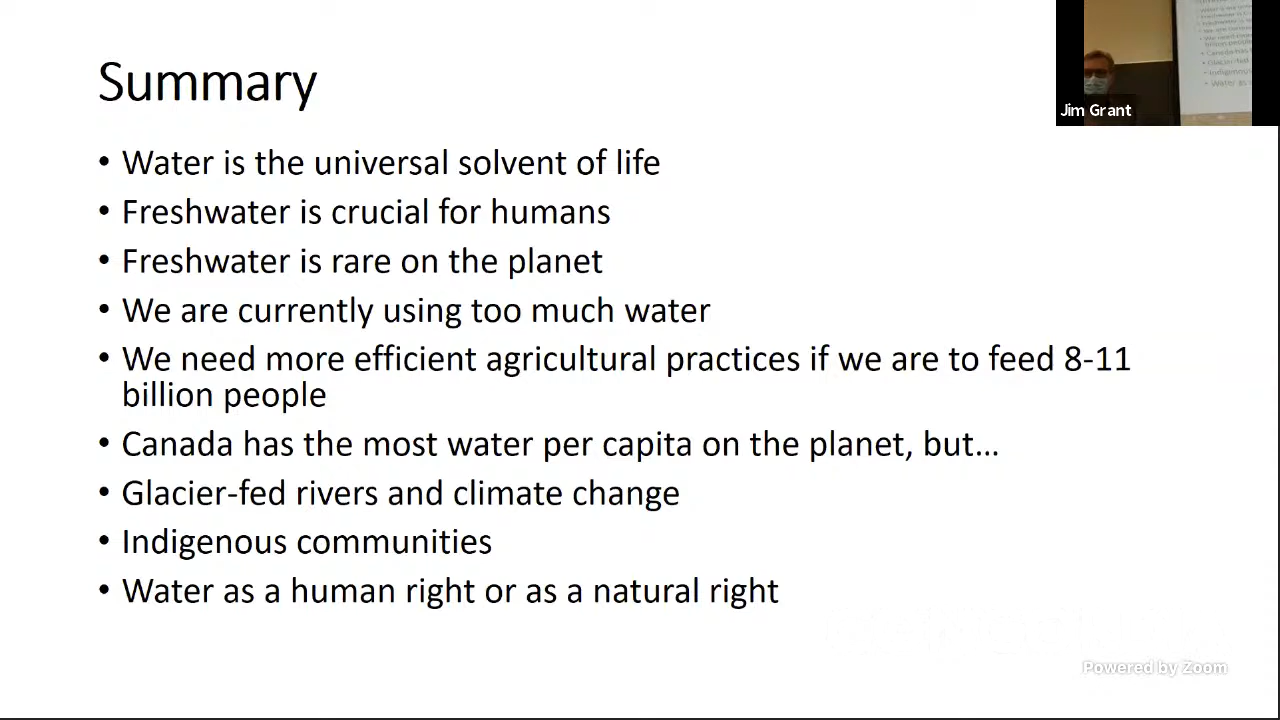 Summary
• Water is the universal solvent of life
• Freshwater is crucial for humans
• Freshwater is rare on the planet
• We are currently using too much water
• We need more efficient agricultural practices if we are to feed 8-11
billion people
• Canada has the most water per capita on the planet, but…
• Glacier-fed rivers and climate change
• Indigenous communities
• Water as a human right or as a natural right
Jim Grant
Powered by Zoom